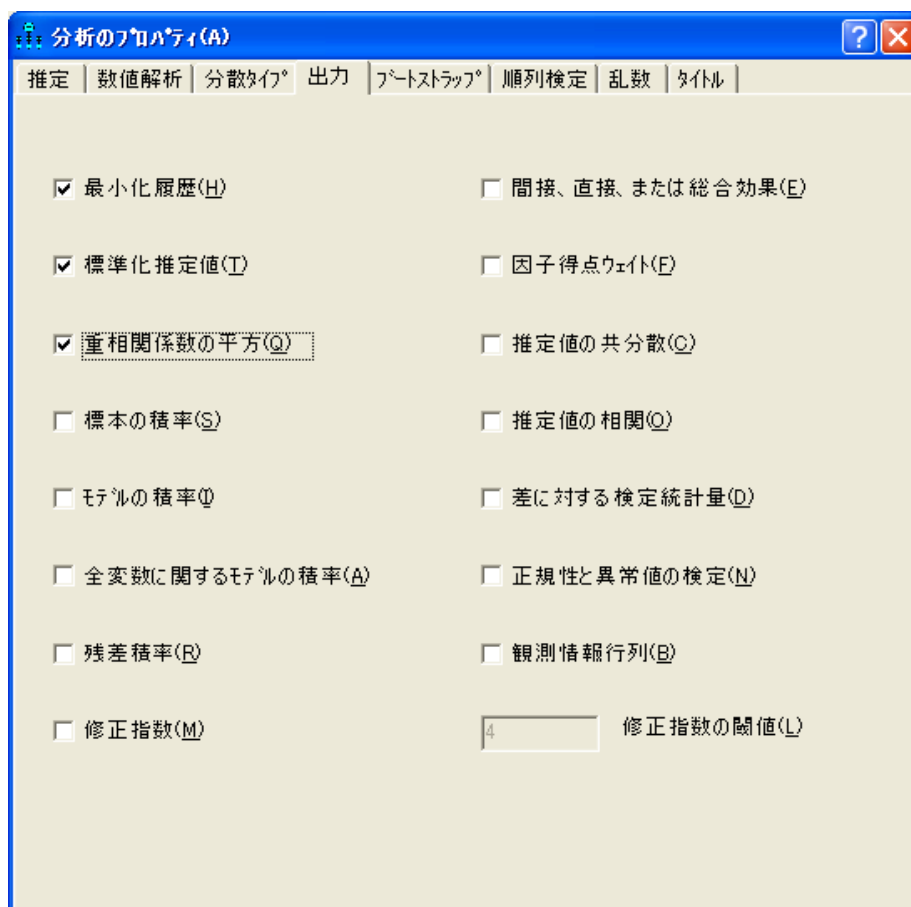 分析のﾌﾟﾛﾊﾟﾃｨ(A)
推定 数値解析 分散ﾀｲﾌﾟ 出力 ﾌﾞｰﾄｽﾄﾗｯﾌﾟ 順列検定 乱数 ﾀｲﾄﾙ
最小化履歴(H)
間接、直接、または総合効果(E)
標準化推定値(T)
因子得点ｳｪｲﾄ(F)
重相関係数の平方(Q)
推定値の共分散(C)
標本の積率(S)
推定値の相関(O)
ﾓﾃﾞﾙの積率(I)
差に対する検定統計量(D)
全変数に関するﾓﾃﾞﾙの積率(A)
正規性と異常値の検定(N)
残差積率(R)
観測情報行列(B)
修正指数(M)
4 修正指数の閾値(L)